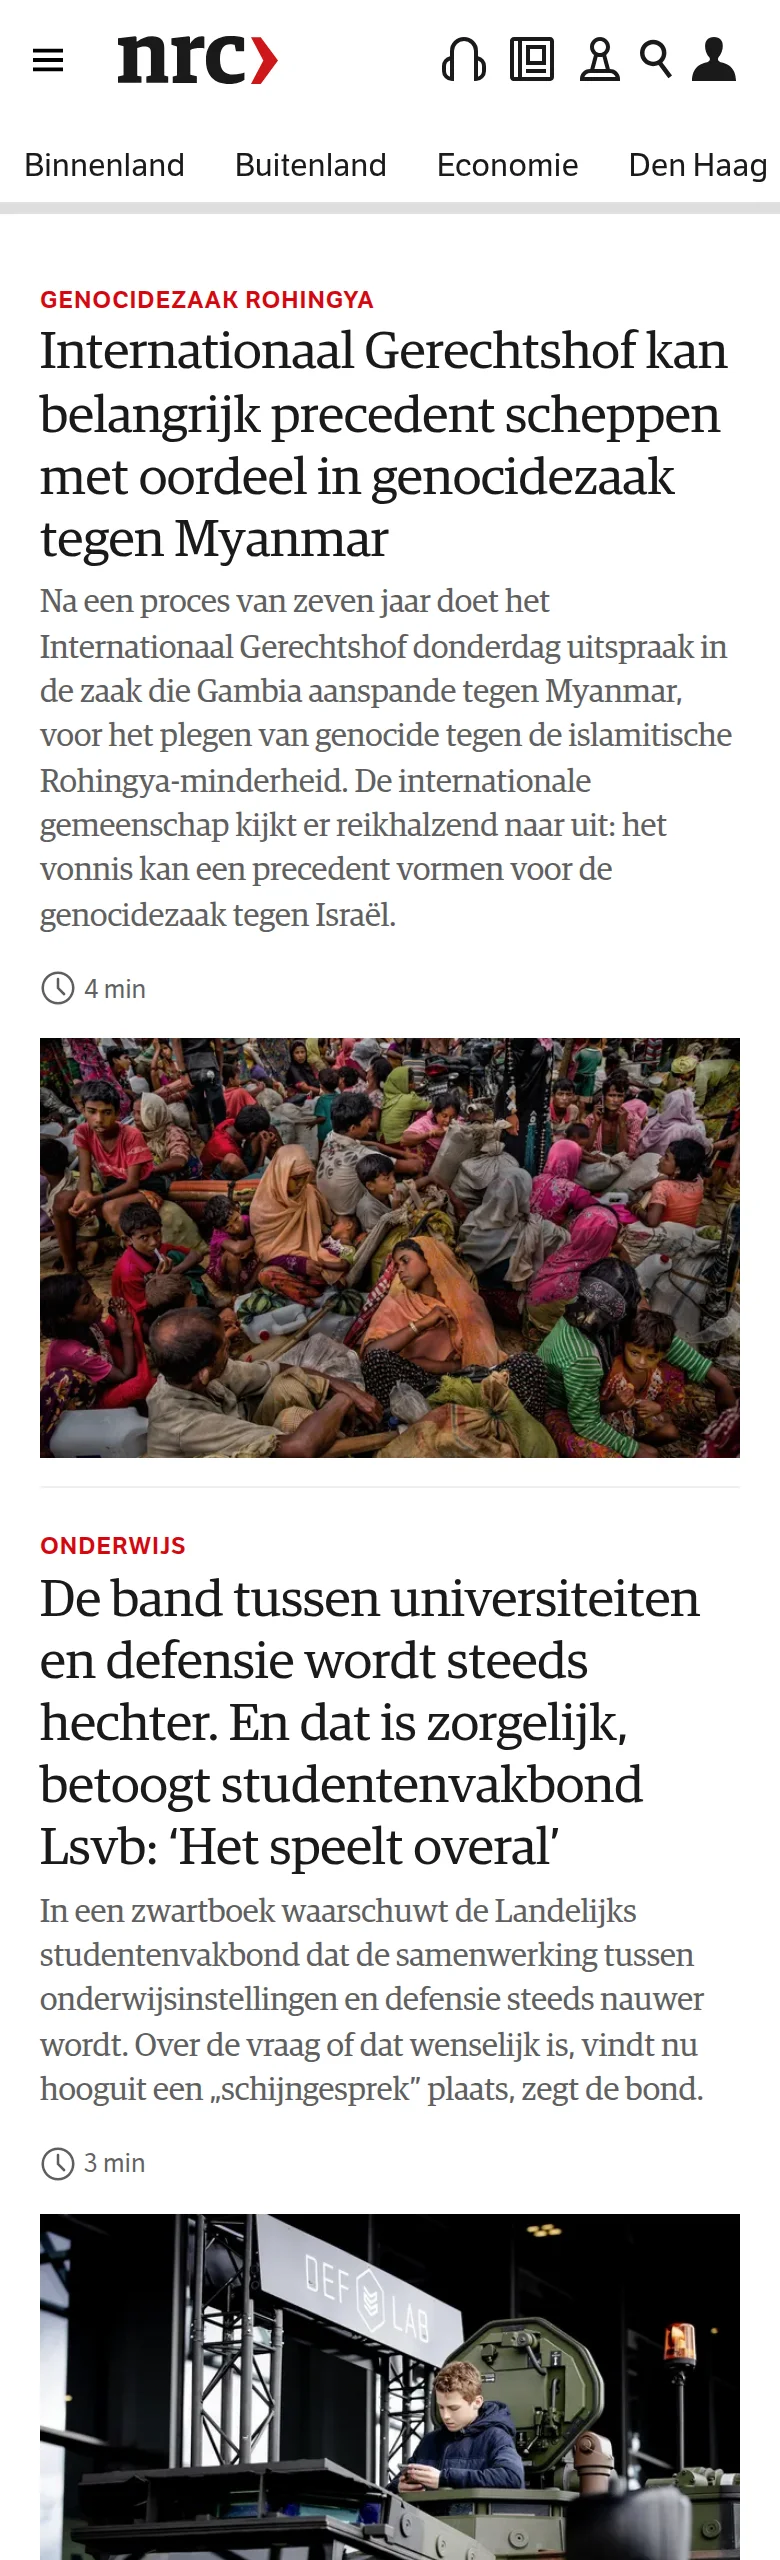 nrc
Binnenland Buitenland Economie Den Haag
GENOCIDEZAAK ROHINGYA
Internationaal Gerechtshof kan
belangrijk precedent scheppen
met oordeel in genocidezaak
tegen Myanmar
Na een proces van zeven jaar doet het
Internationaal Gerechtshof donderdag uitspraak in
de zaak die Gambia aanspande tegen Myanmar,
voor het plegen van genocide tegen de islamitische
Rohingya-minderheid. De internationale
gemeenschap kijkt er reikhalzend naar uit: het
vonnis kan een precedent vormen voor de
genocidezaak tegen Israël.
4 min
ONDERWIJS
De band tussen universiteiten
en defensie wordt steeds
hechter. En dat is zorgelijk,
betoogt studentenvakbond
Lsvb: ‘Het speelt overal’
In een zwartboek waarschuwt de Landelijks
studentenvakbond dat de samenwerking tussen
onderwijsinstellingen en defensie steeds nauwer
wordt. Over de vraag of dat wenselijk is, vindt nu
hooguit een „schijngesprek” plaats, zegt de bond.
3 min
DEF LAB